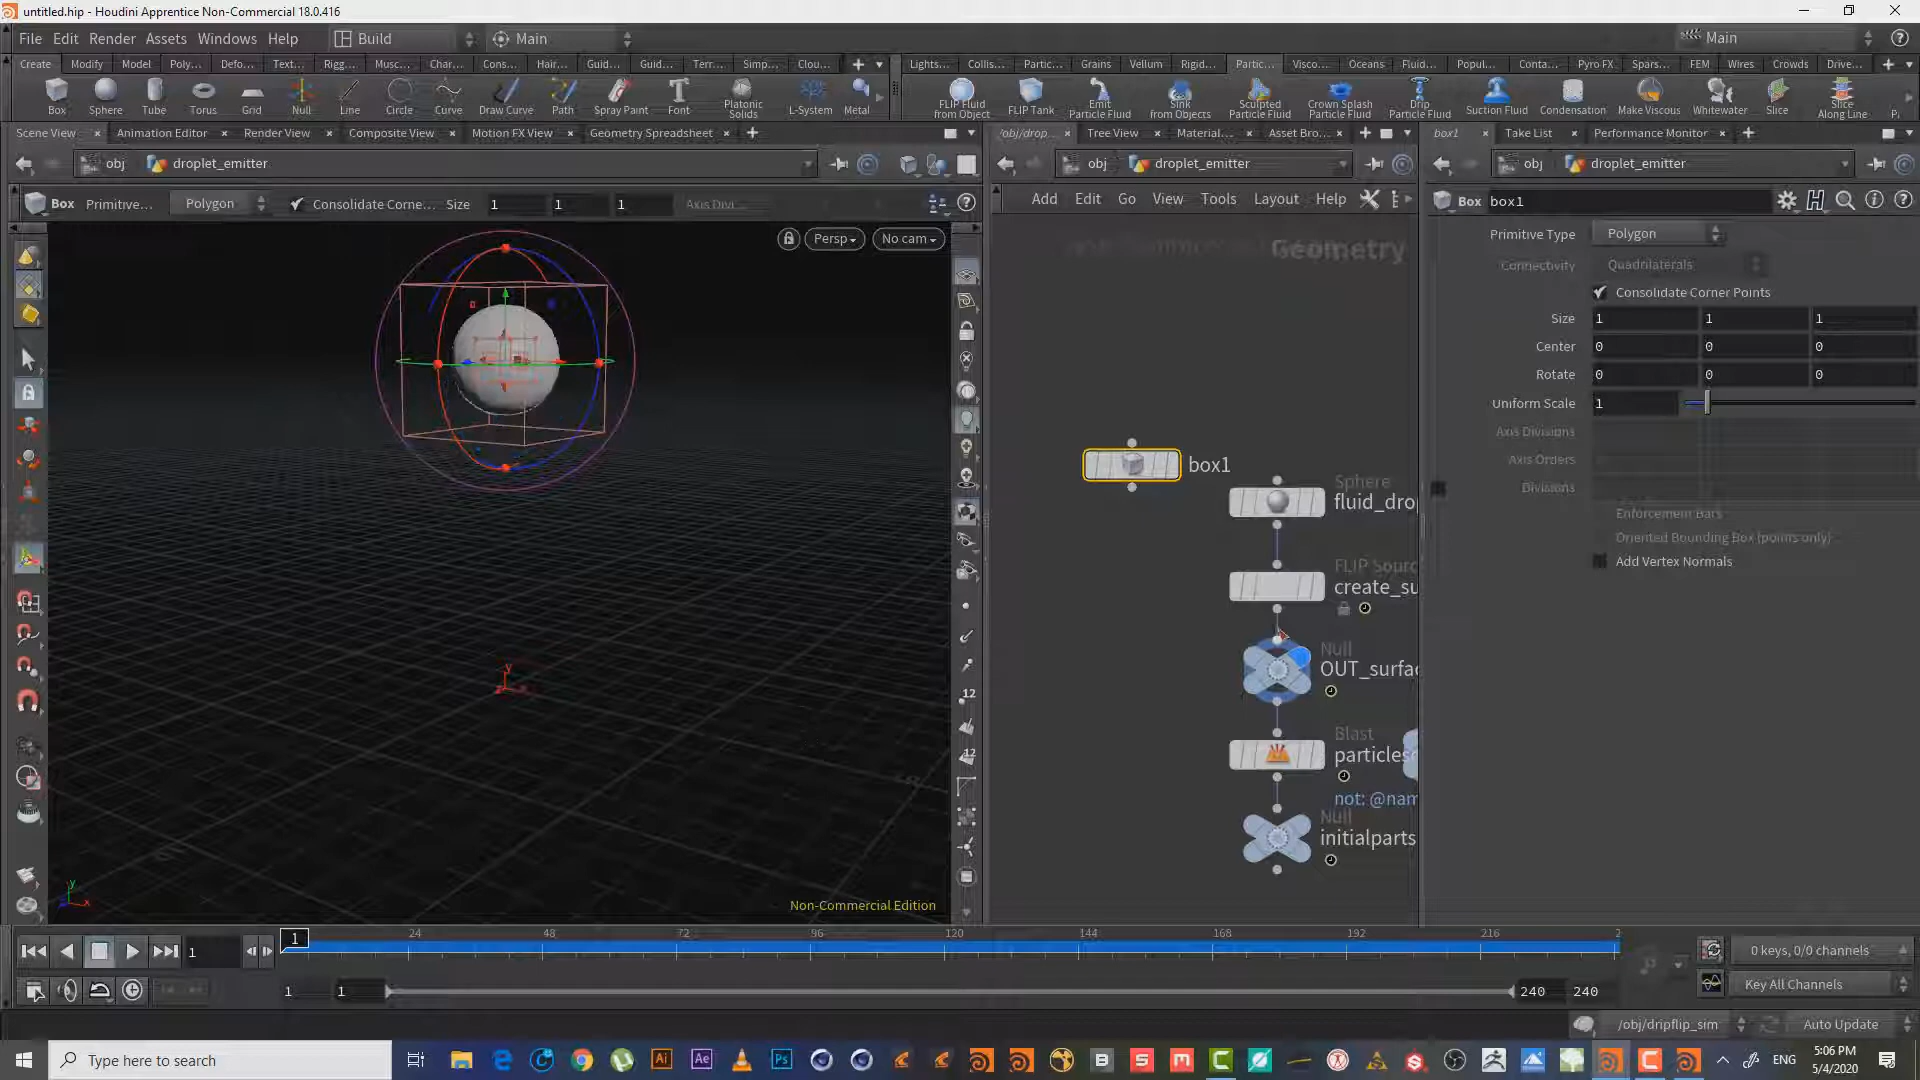 untitled.hip - Houdini Apprentice Non-Commercial 18.0.416
File Edit Render Assets Windows Help Build Main Main
Create Modify Model Poly... Defo... Text... Rigg... Musc... Char... Cons... Hair... Guid... Guid... Terr... Simp... Clou... Lights... Collis... Partic... Grains Vellum Rigid... Partic... Visco... Oceans Fluid... Popul... Conta... Pyro FX Spars... FEM Wires Crowds Drive...
Box Sphere Tube Torus Grid Null Line Circle Curve Draw Curve Path Spray Paint Font Platonic Solids L-System Metal
FLIP Fluid from Object FLIP Tank Emit Particle Fluid Sink from Objects Sculpted Particle Fluid Crown Splash Particle Fluid Drip Particle Fluid Suction Fluid Condensation Make Viscous Whitewater Slice Slice Along Line
Scene View Animation Editor Render View Composite View Motion FX View Geometry Spreadsheet
/obj/drop... Tree View Material... Asset Bro...
box1 Take List Performance Monitor
obj droplet_emitter
obj droplet_emitter
obj droplet_emitter
Box Primitive... Polygon Consolidate Corne... Size 1 1 1 Axis Divi...
Add Edit Go View Tools Layout Help
Box box1
Persp No cam
Geometry
Primitive Type Polygon
Connectivity Quadrilaterals
Consolidate Corner Points
Size 1 1 1
Center 0 0 0
Rotate 0 0 0
Uniform Scale 1
Axis Divisions
Axis Orders
Divisions
Enforcement Bars
Oriented Bounding Box (points only)
Add Vertex Normals
box1
Sphere
fluid_drop
FLIP Sourc
create_su
Null
OUT_surfac
Blast
particles
not: @nam
Null
initialparts
y
12
12
y
x
Non-Commercial Edition
1 24 48 72 96 120 144 168 192 216 2
1
0 keys, 0/0 channels
1 1 240 240
Key All Channels
/obj/dripflip_sim Auto Update
Type here to search
ENG
5:06 PM
5/4/2020